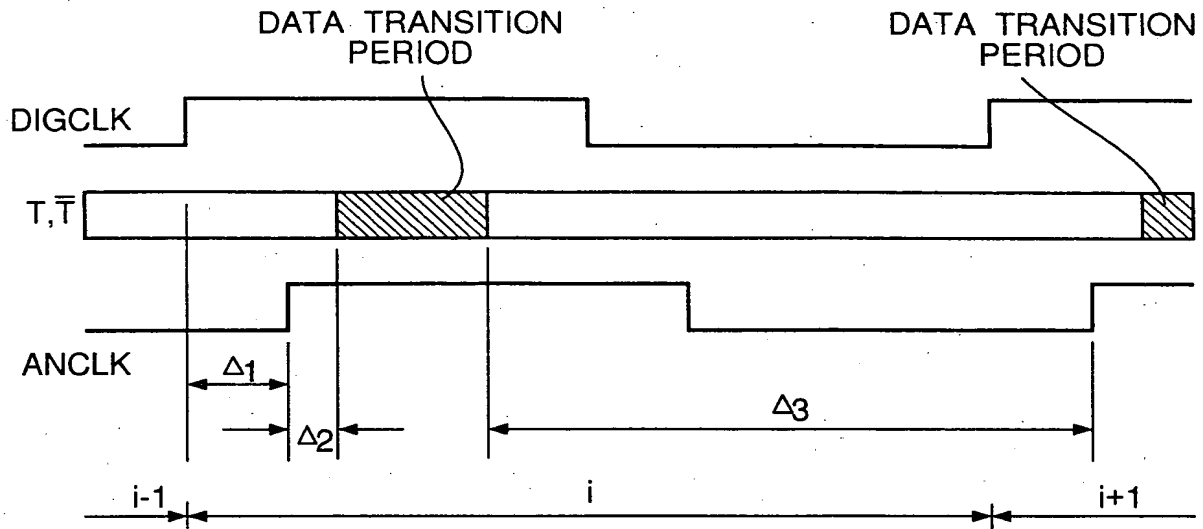 DATA TRANSITION
PERIOD
DATA TRANSITION
PERIOD
DIGCLK
T,T̅
ANCLK
Δ1
Δ2
Δ3
i-1
i
i+1